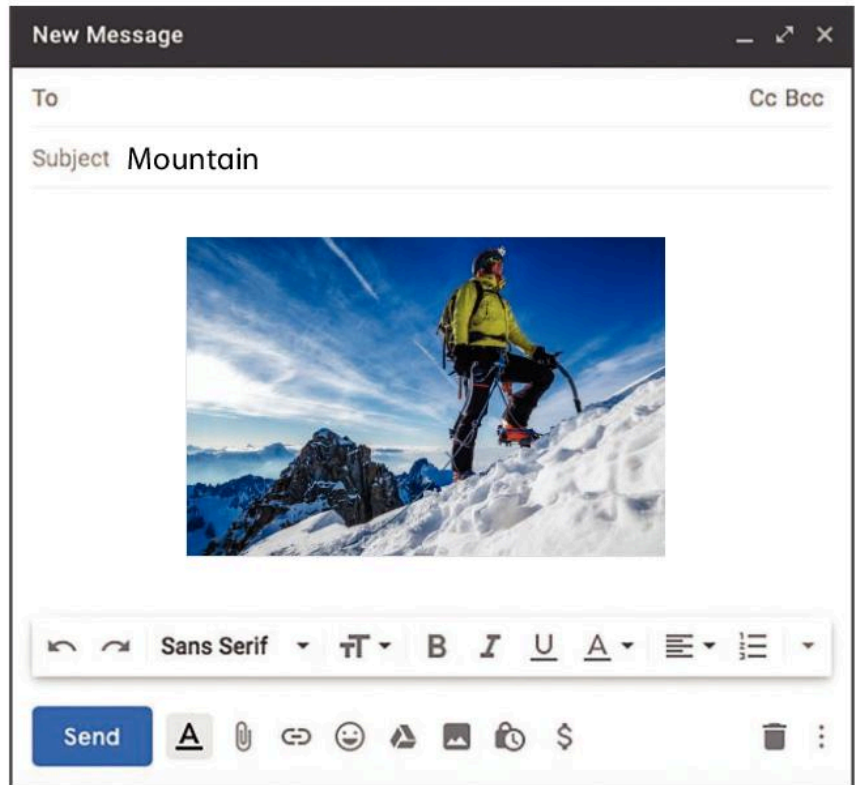 New Message
To Cc Bcc
Subject Mountain
Sans Serif B I U A
Send A $